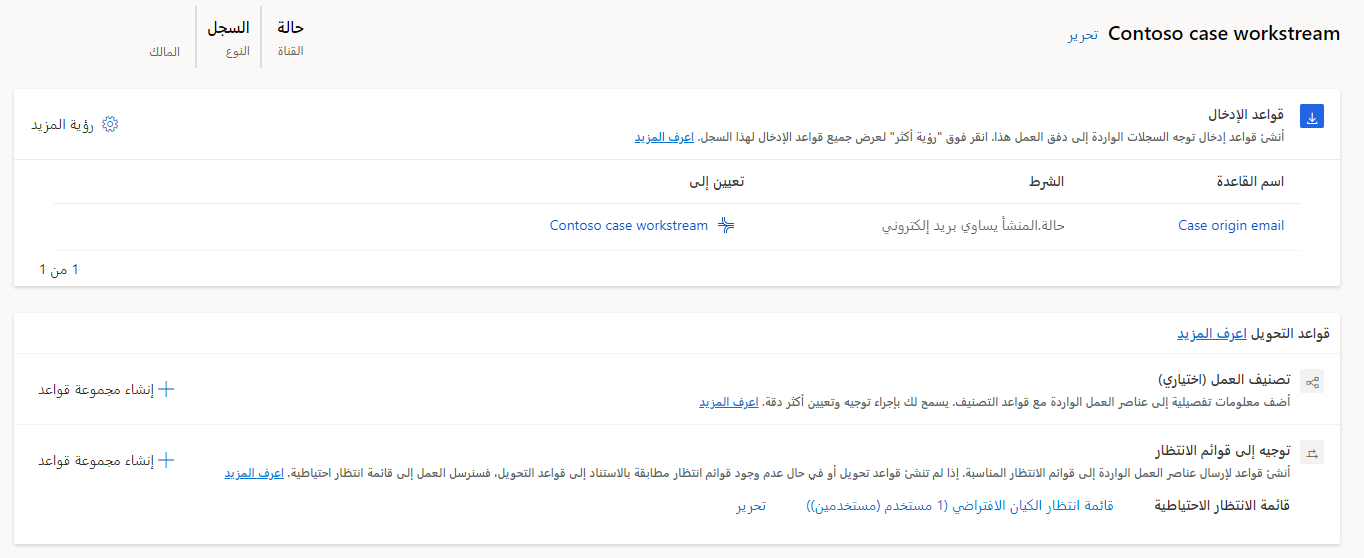 Contoso case workstream تحرير
حالة
القناة
السجل
النوع
المالك
قواعد الإدخال
أنشئ قواعد إدخال توجه السجلات الواردة إلى دفق العمل هذا. انقر فوق "رؤية أكثر" لعرض جميع قواعد الإدخال لهذا السجل. اعرف المزيد
رؤية المزيد
اسم القاعدة الشرط تعيين إلى
Case origin email حالة.المنشأ يساوي بريد إلكتروني Contoso case workstream
1 من 1
قواعد التحويل اعرف المزيد
تصنيف العمل (اختياري)
أضف معلومات تفصيلية إلى عناصر العمل الواردة مع قواعد التصنيف. يسمح لك بإجراء توجيه وتعيين أكثر دقة. اعرف المزيد
إنشاء مجموعة قواعد
توجيه إلى قوائم الانتظار
أنشئ قواعد لإرسال عناصر العمل الواردة إلى قوائم الانتظار المناسبة. إذا لم تنشئ قواعد تحويل أو في حال عدم وجود قوائم انتظار مطابقة بالاستناد إلى قواعد التحويل، فسنرسل العمل إلى قائمة انتظار احتياطية. اعرف المزيد
إنشاء مجموعة قواعد
قائمة الانتظار الاحتياطية قائمة انتظار الكيان الافتراضي (1 مستخدم (مستخدمين)) تحرير